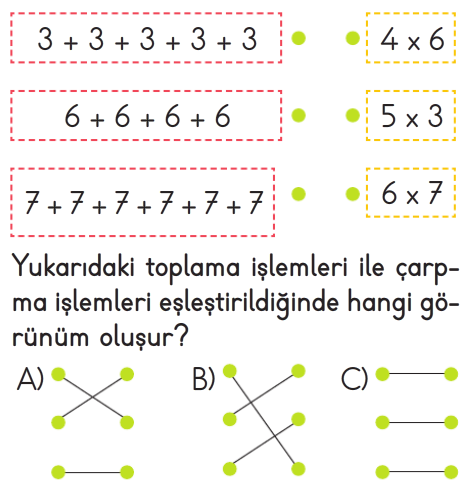 3 + 3 + 3 + 3 + 3 4 x 6
6 + 6 + 6 + 6 5 x 3
7 + 7 + 7 + 7 + 7 + 7 6 x 7
Yukarıdaki toplama işlemleri ile çarp-
ma işlemleri eşleştirildiğinde hangi gö-
rünüm oluşur?
A) B) C)